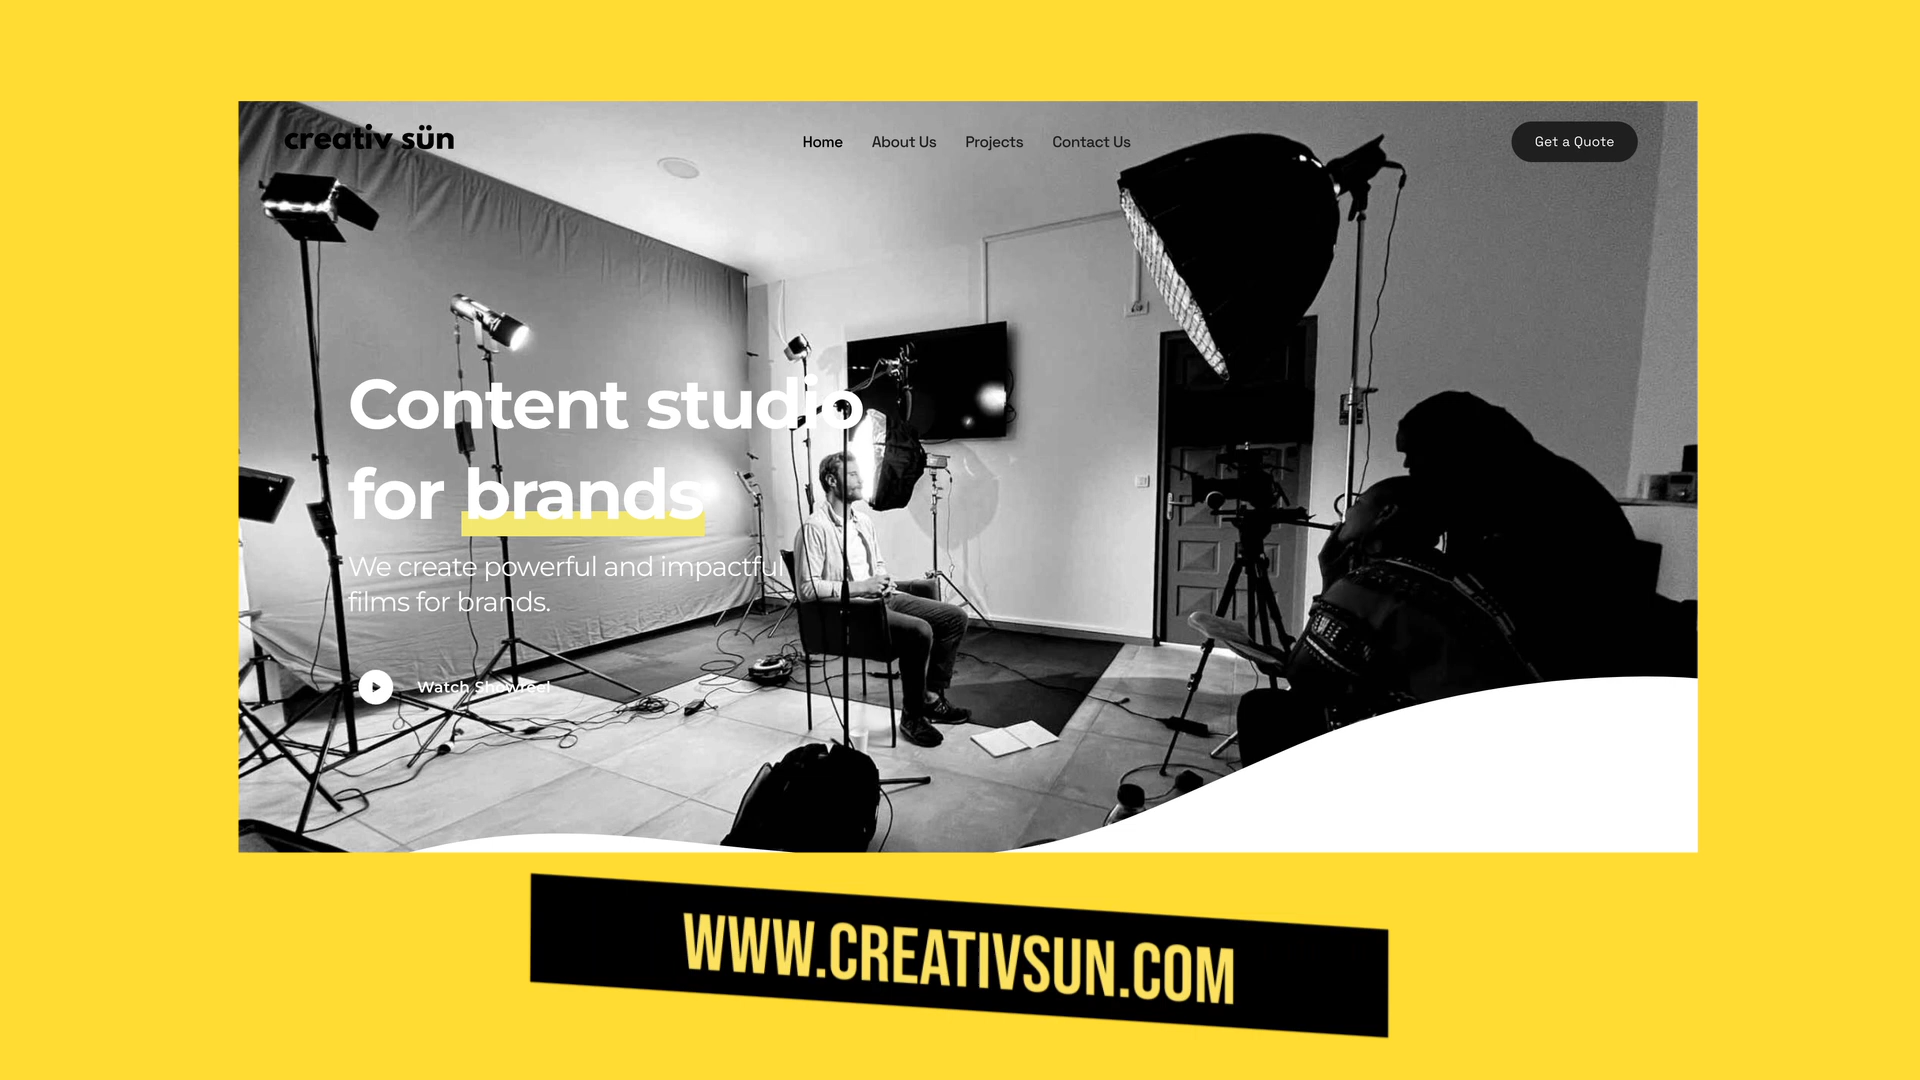 creativ sün
Home About Us Projects Contact Us
Get a Quote
Content studio
for brands
We create powerful and impactful
films for brands.
Watch Showreel
WWW.CREATIVSUN.COM